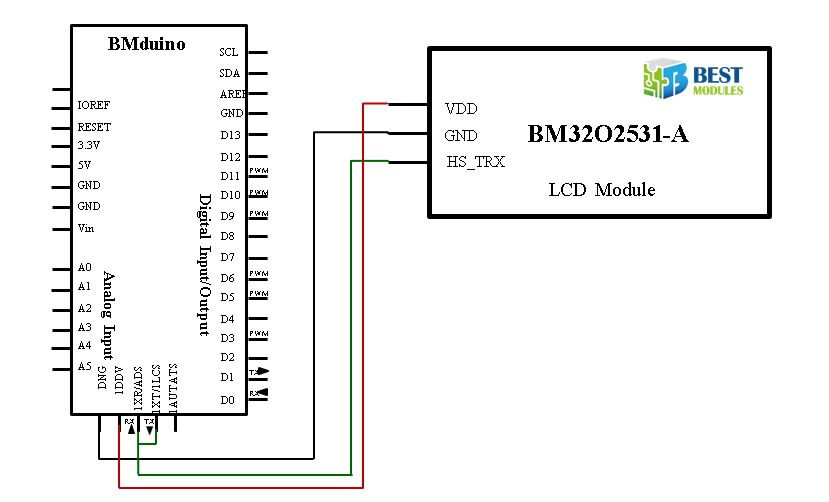 BMduino
SCL
SDA
AREF
GND
D13
D12
D11
PWM
D10
PWM
D9
PWM
D8
D7
D6
PWM
D5
PWM
D4
D3
PWM
D2
D1
TX
D0
RX
Digital Input/Output
IOREF
RESET
3.3V
5V
GND
GND
Vin
A0
A1
A2
A3
A4
A5
Analog Input
DNG
1DDV
1XR/ADS
1XT/1LCS
1AUTATS
RX
TX
BEST
MODULES
VDD
GND
HS_TRX
BM32O2531-A
LCD Module